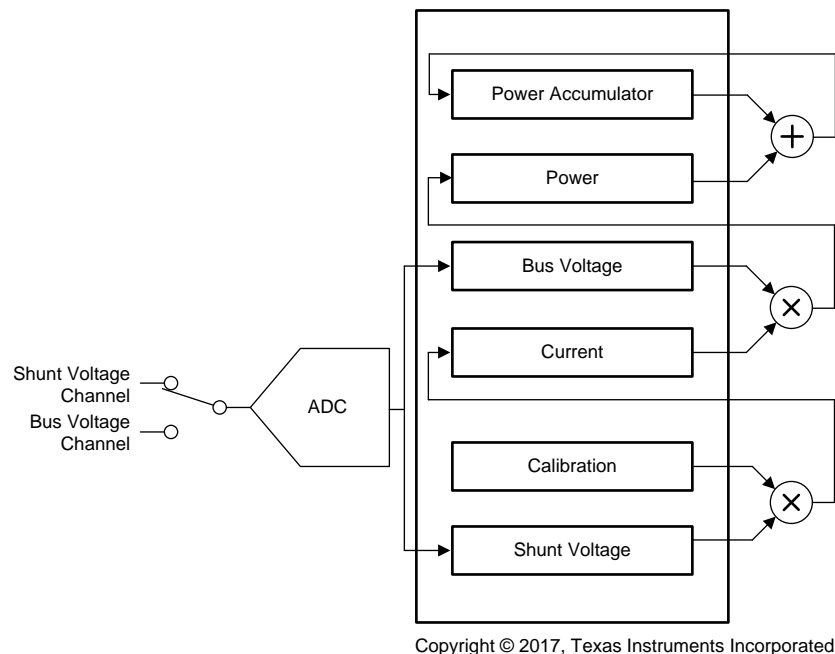 Power Accumulator
Power
Bus Voltage
Current
Shunt Voltage
Channel
Bus Voltage
Channel
ADC
Calibration
Shunt Voltage
Copyright © 2017, Texas Instruments Incorporated